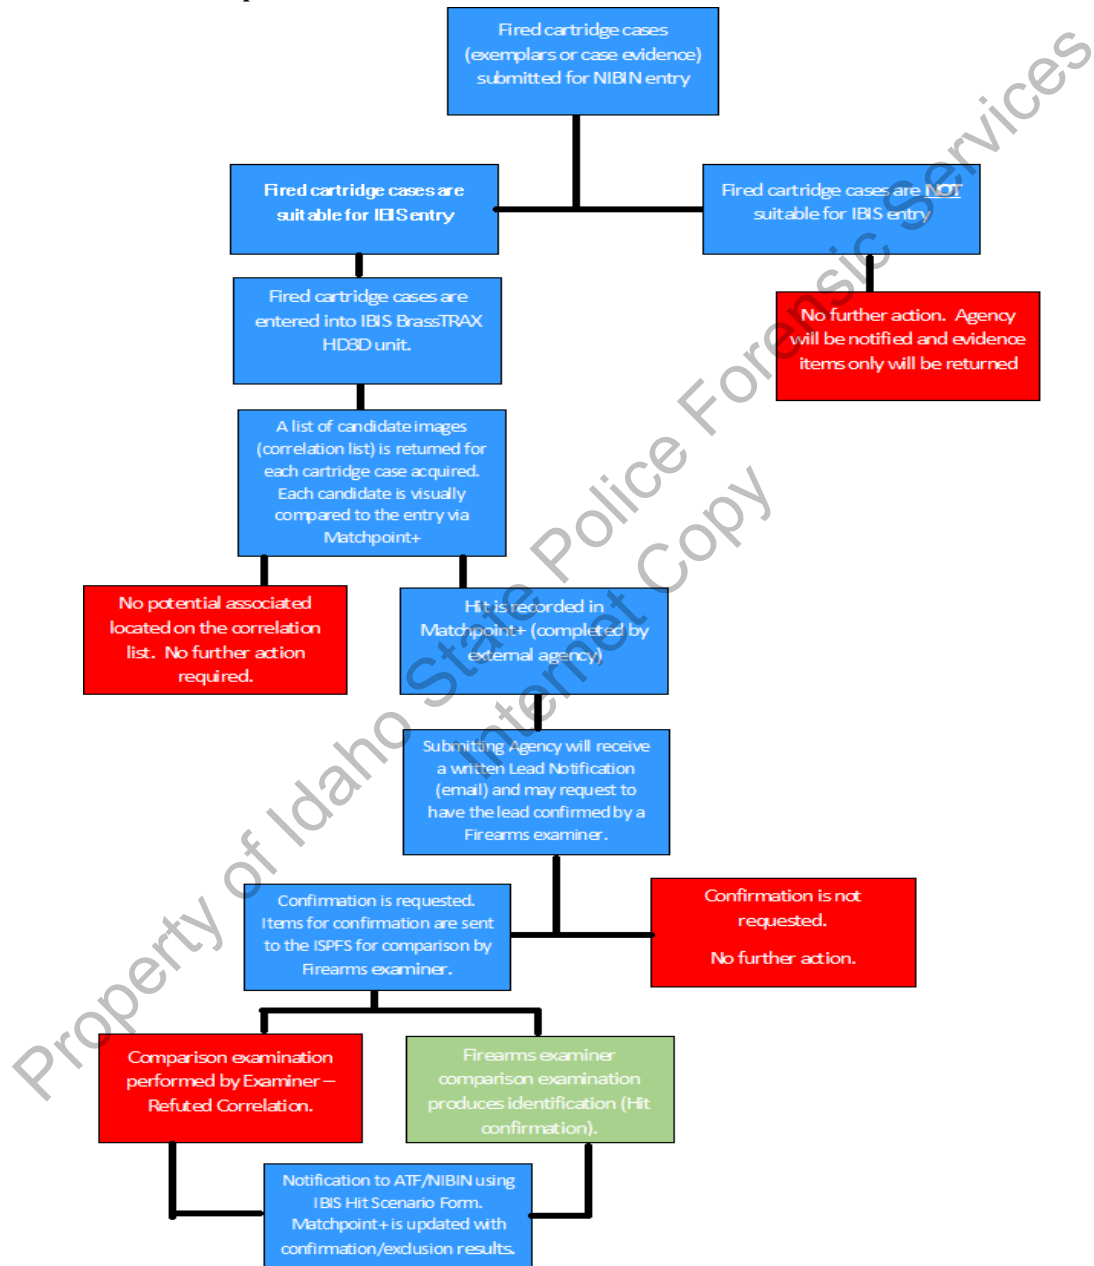 Fired cartridge cases
(exemplars or case evidence)
submitted for NIBIN entry
Fired cartridge cases are
suitable for IBIS entry
Fired cartridge cases are NOT
suitable for IBIS entry
Fired cartridge cases are
entered into IBIS BrassTRAX
HD3D unit.
No further action. Agency
will be notified and evidence
items only will be returned
A list of candidate images
(correlation list) is returned for
each cartridge case acquired.
Each candidate is visually
compared to the entry via
Matchpoint+
No potential associated
located on the correlation
list. No further action
required.
Hit is recorded in
Matchpoint+ (completed by
external agency)
Submitting Agency will receive
a written Lead Notification
(email) and may request to
have the lead confirmed by a
Firearms examiner.
Confirmation is requested.
Items for confirmation are sent
to the ISPFS for comparison by
Firearms examiner.
Confirmation is not
requested.
No further action.
Comparison examination
performed by Examiner –
Refuted Correlation.
Firearms examiner
comparison examination
produces identification (Hit
confirmation).
Notification to ATF/NIBIN using
IBIS Hit Scenario Form.
Matchpoint+ is updated with
confirmation/exclusion results.
Property of Idaho State Police Forensic Services
Internet Copy